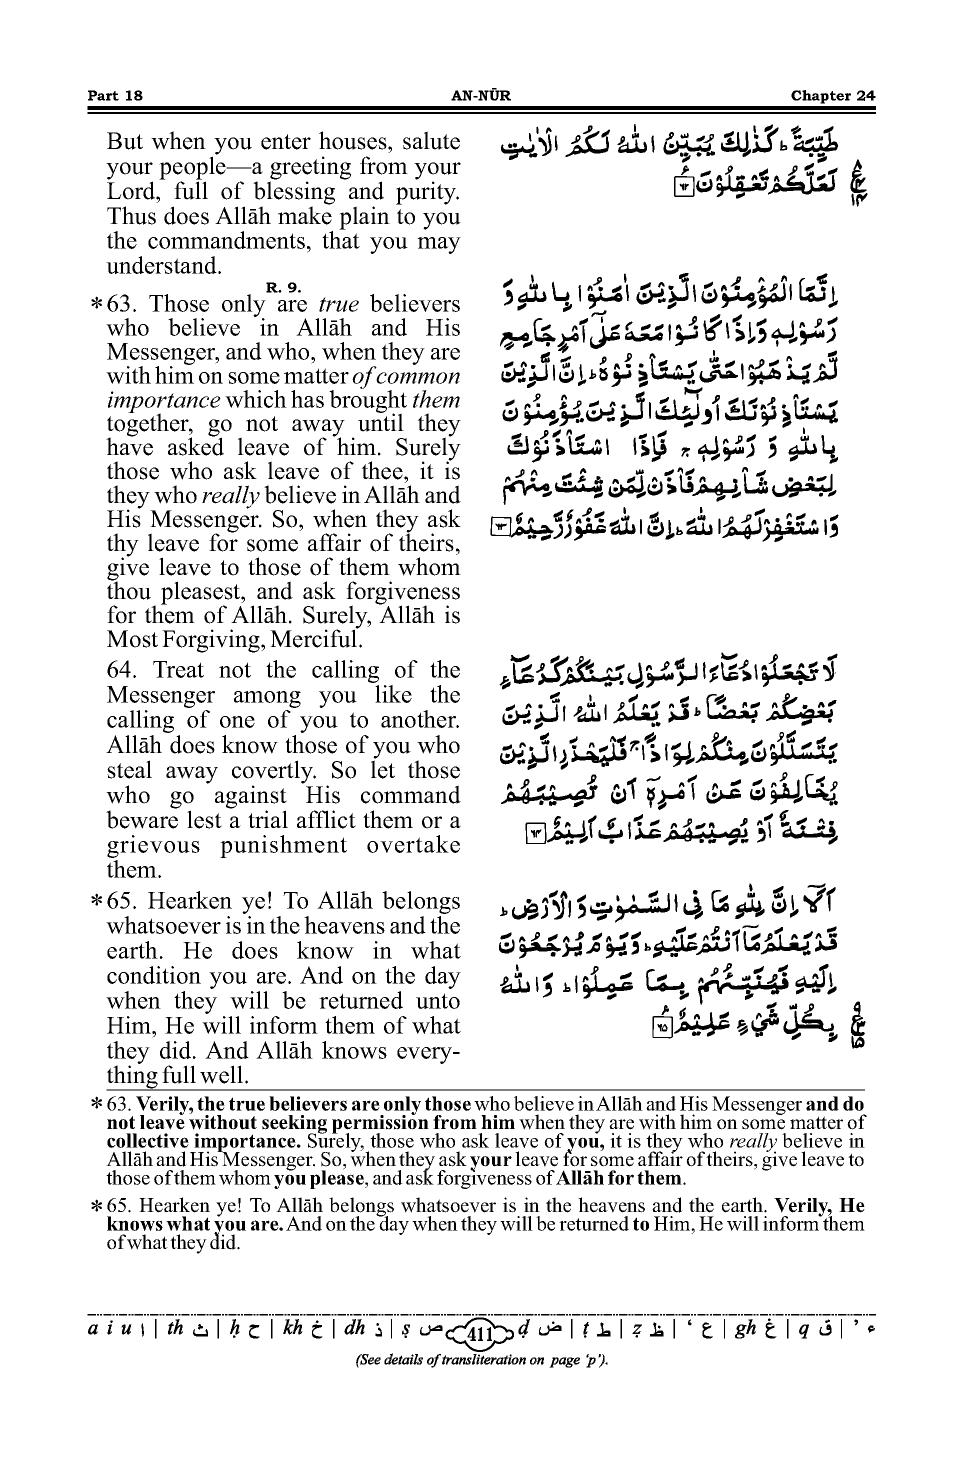 Part 18 AN-NŪR Chapter 24
But when you enter houses, salute
your people—a greeting from your
Lord, full of blessing and purity.
Thus does Allāh make plain to you
the commandments, that you may
understand.
R. 9.
*63. Those only are true believers
who believe in Allāh and His
Messenger, and who, when they are
with him on some matter of common
importance which has brought them
together, go not away until they
have asked leave of him. Surely
those who ask leave of thee, it is
they who really believe in Allāh and
His Messenger. So, when they ask
thy leave for some affair of theirs,
give leave to those of them whom
thou pleasest, and ask forgiveness
for them of Allāh. Surely, Allāh is
Most Forgiving, Merciful.
64. Treat not the calling of the
Messenger among you like the
calling of one of you to another.
Allāh does know those of you who
steal away covertly. So let those
who go against His command
beware lest a trial afflict them or a
grievous punishment overtake
them.
*65. Hearken ye! To Allāh belongs
whatsoever is in the heavens and the
earth. He does know in what
condition you are. And on the day
when they will be returned unto
Him, He will inform them of what
they did. And Allāh knows every-
thing full well.
طَيِّبَةً ؕ كَذٰلِكَ يُبَيِّنُ اللّٰهُ لَكُمُ الْاٰيٰتِ
لَعَلَّكُمْ تَعْقِلُوْنَ ۶۲
اِنَّمَا الْمُؤْمِنُوْنَ الَّذِيْنَ اٰمَنُوْا بِاللّٰهِ وَ
رَسُوْلِهٖ وَاِذَا كَانُوْا مَعَهٗ عَلٰۤى اَمْرٍ جَامِعٍ
لَّمْ يَذْهَبُوْا حَتّٰى يَسْتَاْذِنُوْهُ ؕ اِنَّ الَّذِيْنَ
يَسْتَاْذِنُوْنَكَ اُولٰٓئِكَ الَّذِيْنَ يُؤْمِنُوْنَ
بِاللّٰهِ وَ رَسُوْلِهٖ ۚ فَاِذَا اسْتَاْذَنُوْكَ
لِبَعْضِ شَاْنِهِمْ فَاْذَنْ لِّمَنْ شِئْتَ مِنْهُمْ
وَاسْتَغْفِرْ لَهُمُ اللّٰهَ ؕ اِنَّ اللّٰهَ غَفُوْرٌ رَّحِيْمٌ ۶۳
لَا تَجْعَلُوْا دُعَآءَ الرَّسُوْلِ بَيْنَكُمْ كَدُعَآءِ
بَعْضِكُمْ بَعْضًا ؕ قَدْ يَعْلَمُ اللّٰهُ الَّذِيْنَ
يَتَسَلَّلُوْنَ مِنْكُمْ لِوَاذًا ۚ فَلْيَحْذَرِ الَّذِيْنَ
يُخَالِفُوْنَ عَنْ اَمْرِهٖۤ اَنْ تُصِيْبَهُمْ
فِتْنَةٌ اَوْ يُصِيْبَهُمْ عَذَابٌ اَلِيْمٌ ۶۴
اَلَاۤ اِنَّ لِلّٰهِ مَا فِى السَّمٰوٰتِ وَ الْاَرْضِ ؕ
قَدْ يَعْلَمُ مَاۤ اَنْتُمْ عَلَيْهِ ؕ وَيَوْمَ يُرْجَعُوْنَ
اِلَيْهِ فَيُنَبِّئُهُمْ بِمَا عَمِلُوْا ؕ وَاللّٰهُ
بِكُلِّ شَيْءٍ عَلِيْمٌ ۶۵
*63. Verily, the true believers are only those who believe in Allāh and His Messenger and do
not leave without seeking permission from him when they are with him on some matter of
collective importance. Surely, those who ask leave of you, it is they who really believe in
Allāh and His Messenger. So, when they ask your leave for some affair of theirs, give leave to
those of them whom you please, and ask forgiveness of Allāh for them.
*65. Hearken ye! To Allāh belongs whatsoever is in the heavens and the earth. Verily, He
knows what you are. And on the day when they will be returned to Him, He will inform them
of what they did.
a i u ا | th ث | ḥ ح | kh خ | dh ذ | ṣ ص 411 ḍ ض | ṭ ط | ẓ ظ | ‘ ع | gh غ | q ق | ’ ء
(See details of transliteration on page ‘p’).